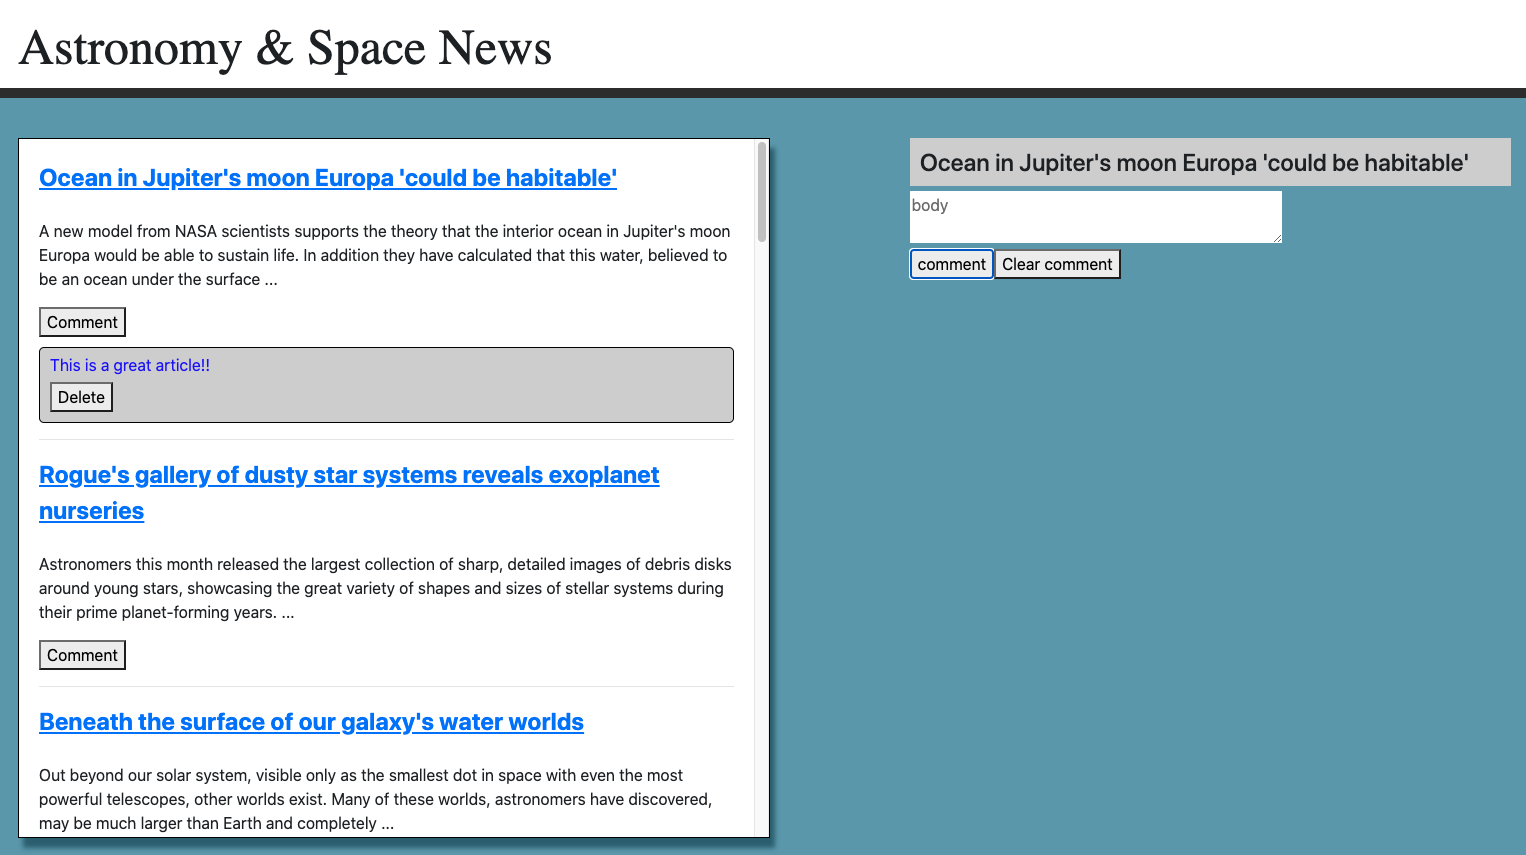 Astronomy & Space News
Ocean in Jupiter's moon Europa 'could be habitable'
A new model from NASA scientists supports the theory that the interior ocean in Jupiter's moon
Europa would be able to sustain life. In addition they have calculated that this water, believed to
be an ocean under the surface ...
Comment
This is a great article!!
Delete
Rogue's gallery of dusty star systems reveals exoplanet
nurseries
Astronomers this month released the largest collection of sharp, detailed images of debris disks
around young stars, showcasing the great variety of shapes and sizes of stellar systems during
their prime planet-forming years. ...
Comment
Beneath the surface of our galaxy's water worlds
Out beyond our solar system, visible only as the smallest dot in space with even the most
powerful telescopes, other worlds exist. Many of these worlds, astronomers have discovered,
may be much larger than Earth and completely ...
Ocean in Jupiter's moon Europa 'could be habitable'
body
comment Clear comment